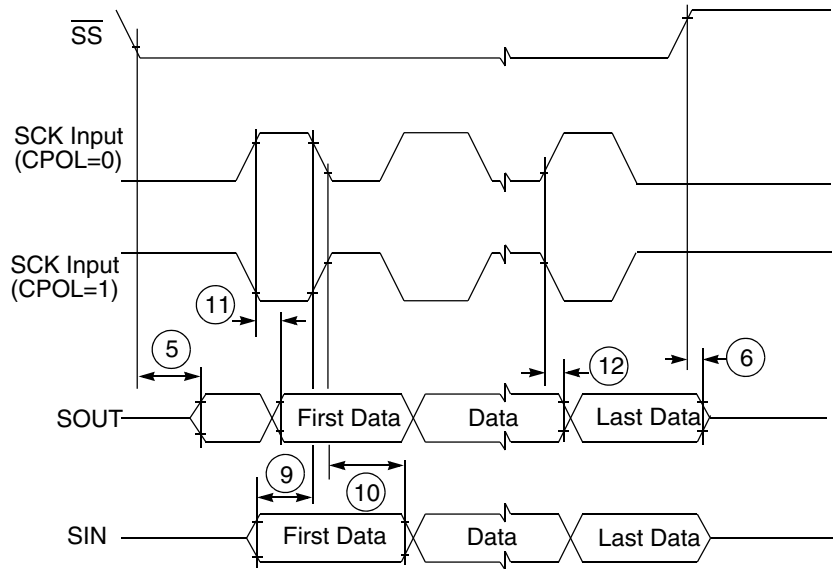 SS
SCK Input
(CPOL=0)
SCK Input
(CPOL=1)
11
5
12
6
SOUT
First Data
Data
Last Data
9
10
SIN
First Data
Data
Last Data